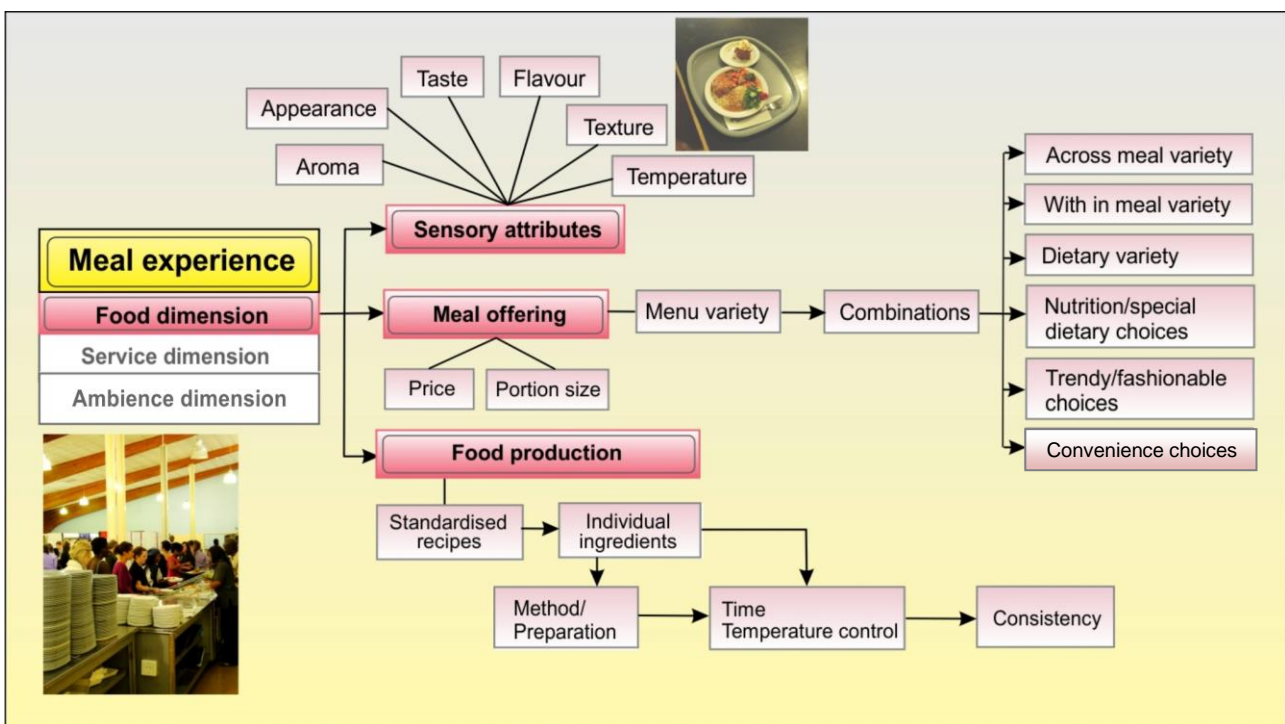 Taste
Flavour
Appearance
Texture
Aroma
Temperature
Sensory attributes
Meal experience
Food dimension
Service dimension
Ambience dimension
Meal offering
Menu variety
Combinations
Price
Portion size
Across meal variety
With in meal variety
Dietary variety
Nutrition/special
dietary choices
Trendy/fashionable
choices
Convenience choices
Food production
Standardised
recipes
Individual
ingredients
Method/
Preparation
Time
Temperature control
Consistency